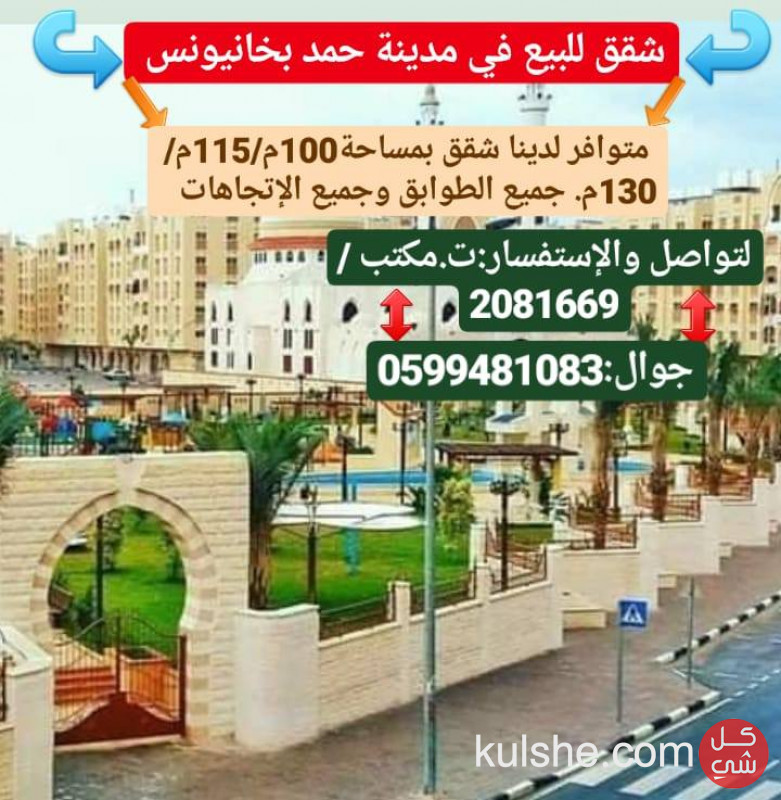 شقق للبيع في مدينة حمد بخانيونس
متوافر لدينا شقق بمساحة100م/115م/
130م. جميع الطوابق وجميع الإتجاهات
لتواصل والإستفسار:ت.مكتب /
2081669
جوال:0599481083
kulshe.com
كل
شي